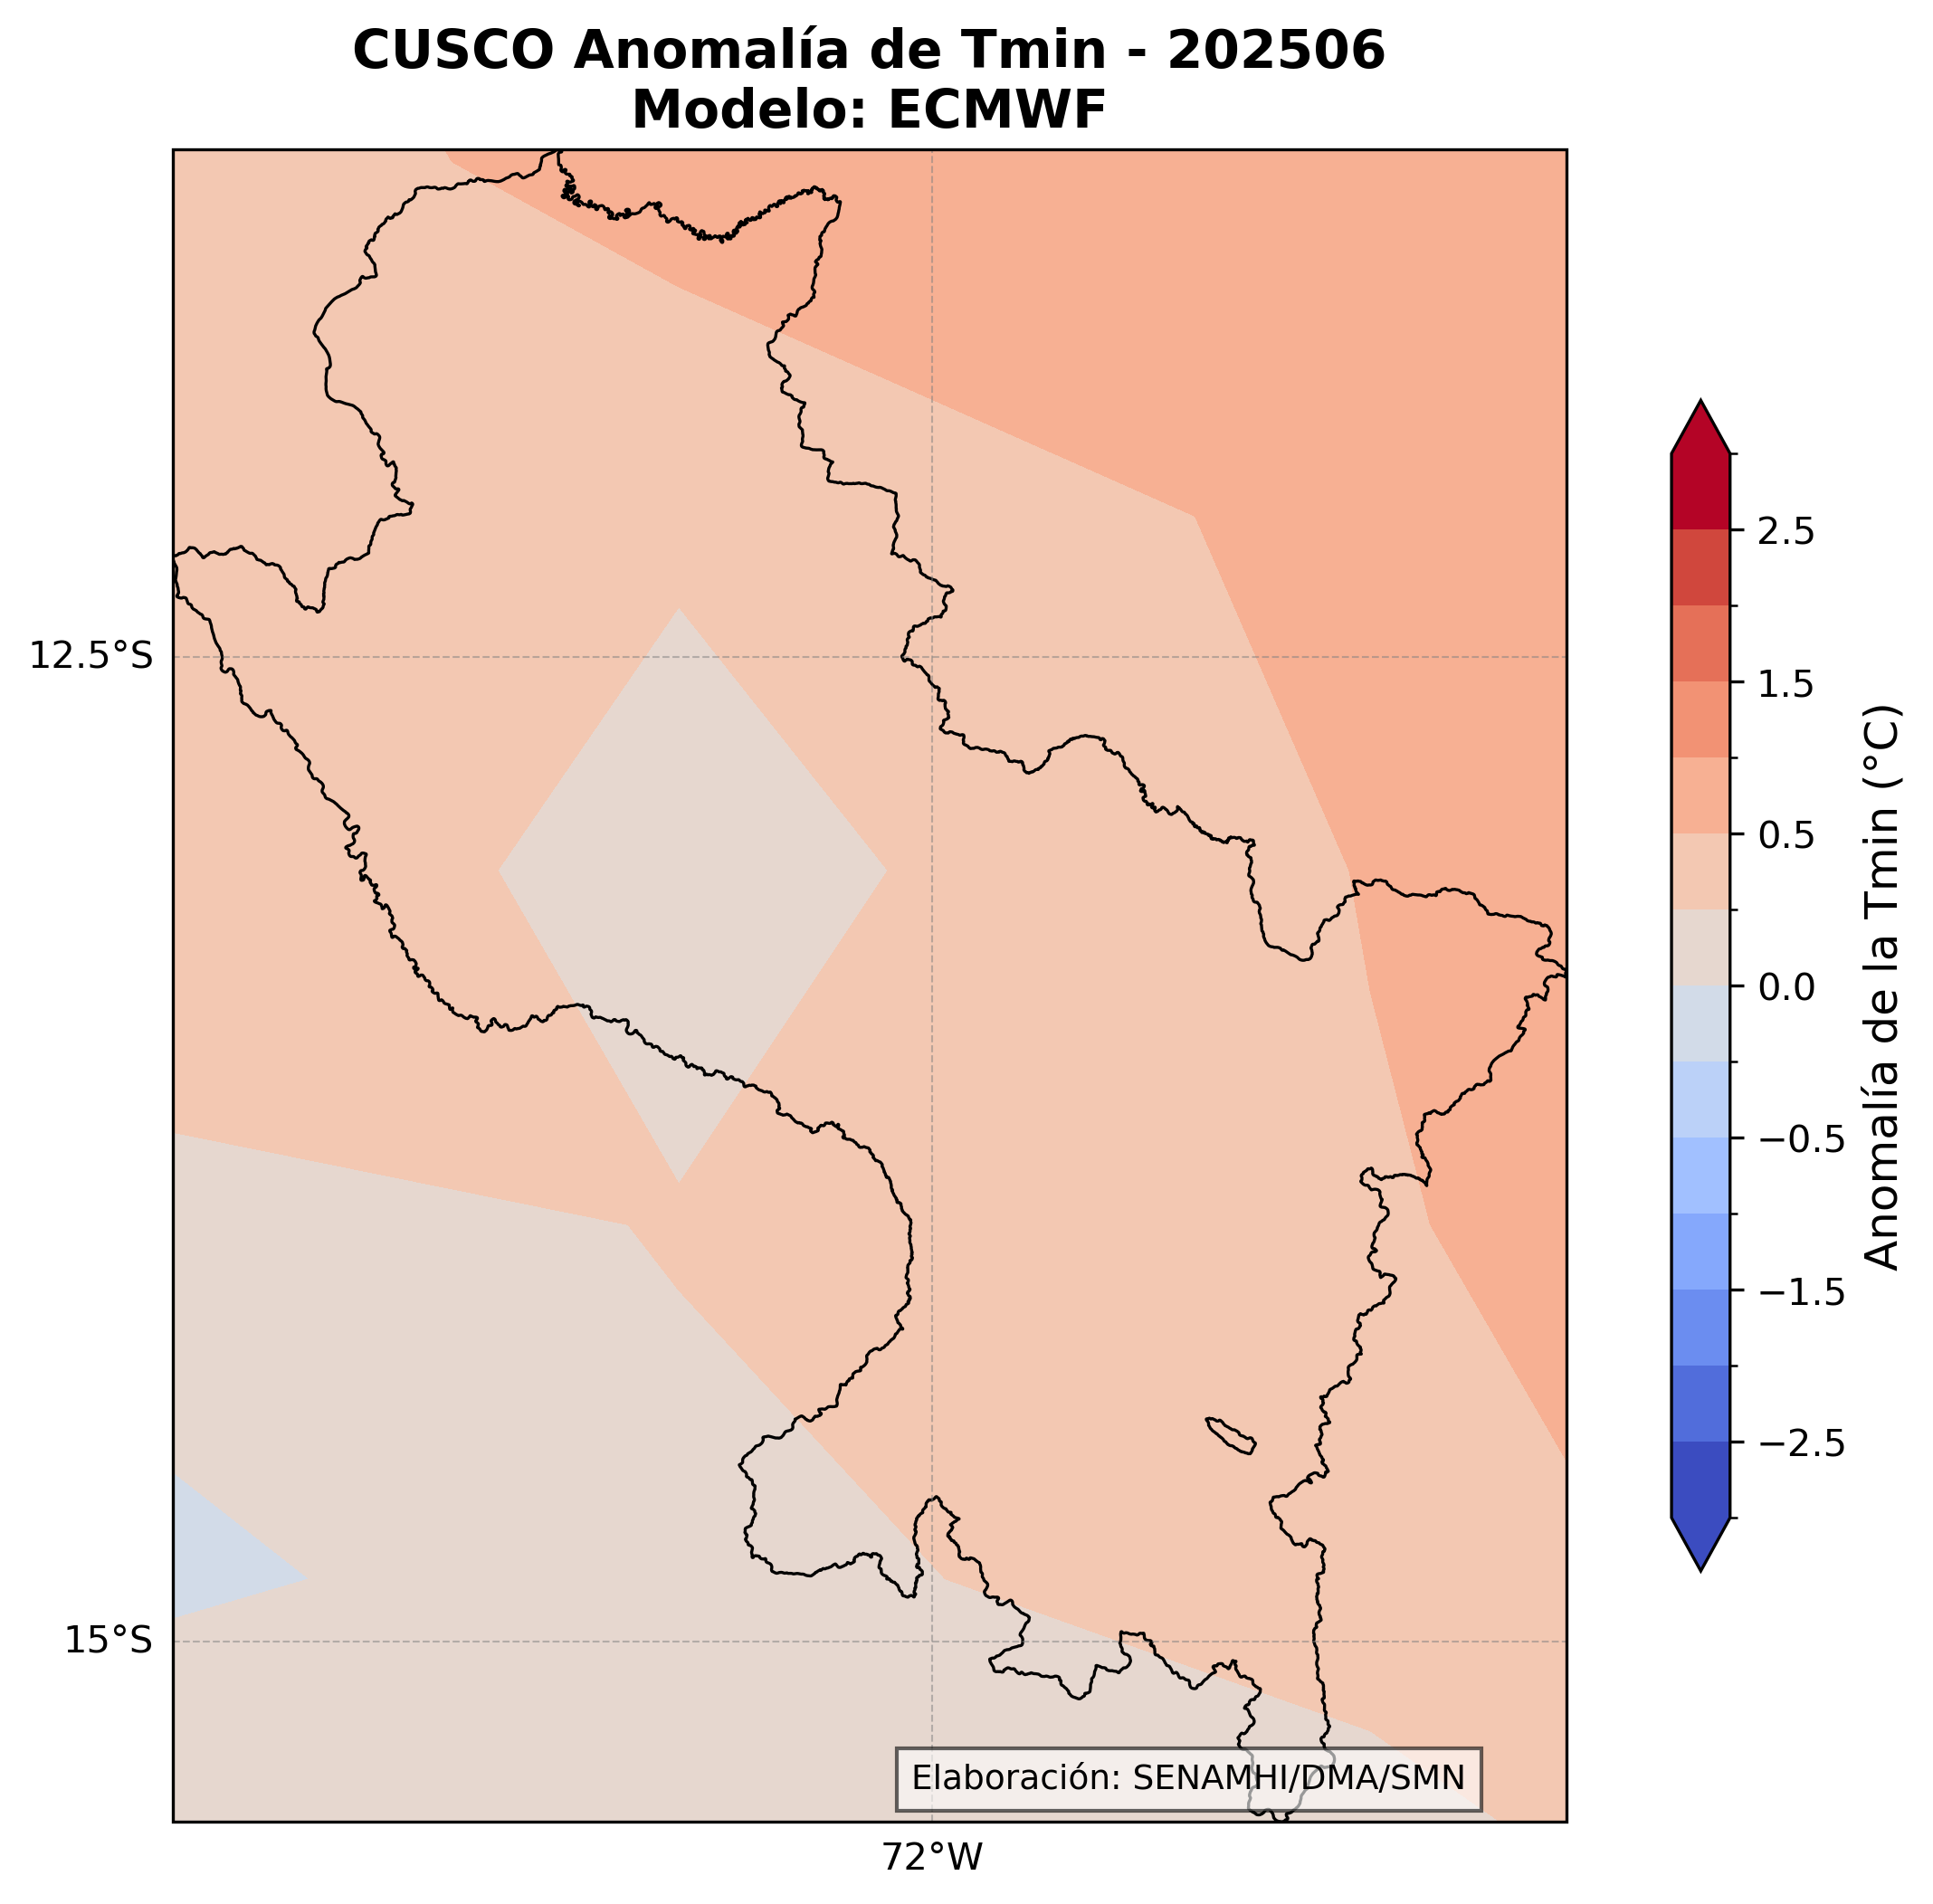 CUSCO Anomalía de Tmin - 202506
Modelo: ECMWF
12.5°S
15°S
72°W
Elaboración: SENAMHI/DMA/SMN
2.5
1.5
0.5
0.0
−0.5
−1.5
−2.5
Anomalía de la Tmin (°C)